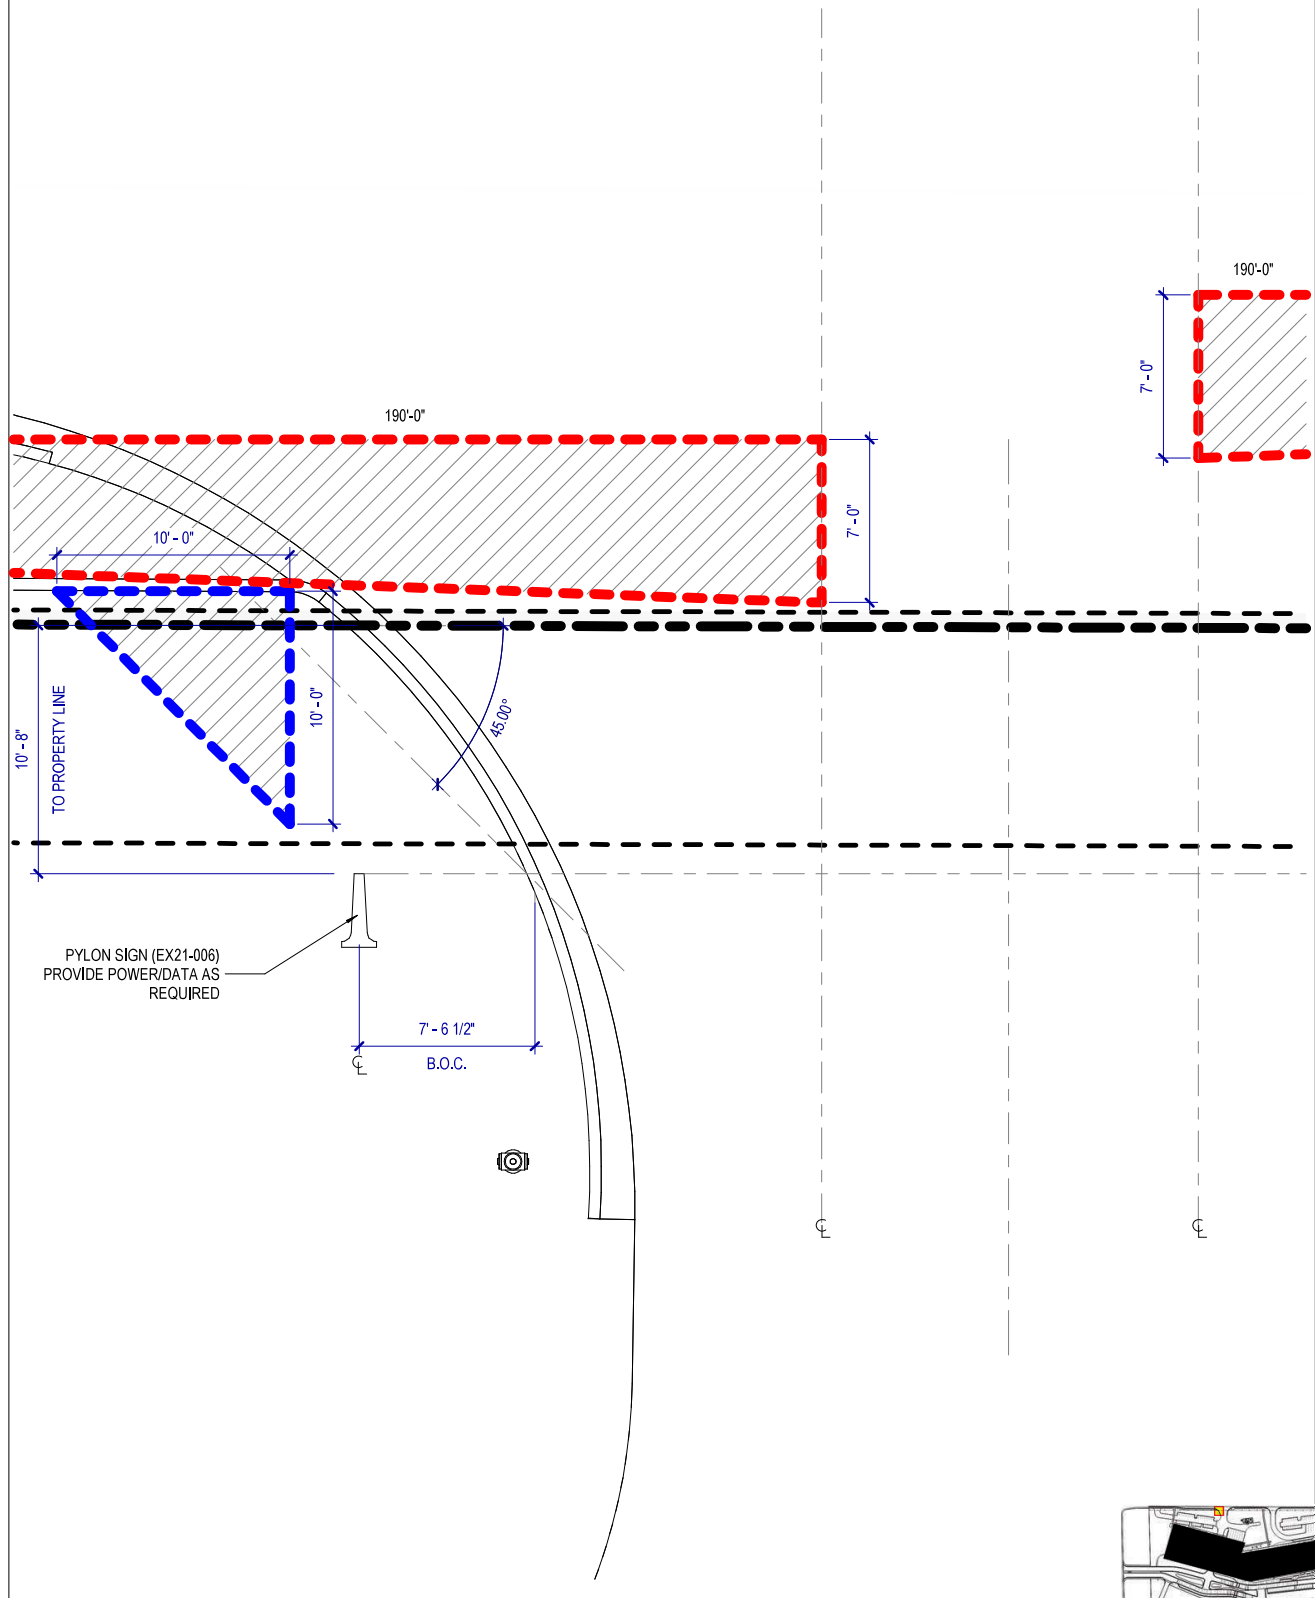 190'-0"
190'-0"
7' - 0"
7' - 0"
10' - 0"
10' - 0"
45.00°
10' - 8"
TO PROPERTY LINE
PYLON SIGN (EX21-006)
PROVIDE POWER/DATA AS
REQUIRED
7' - 6 1/2"
B.O.C.
℄
℄
℄